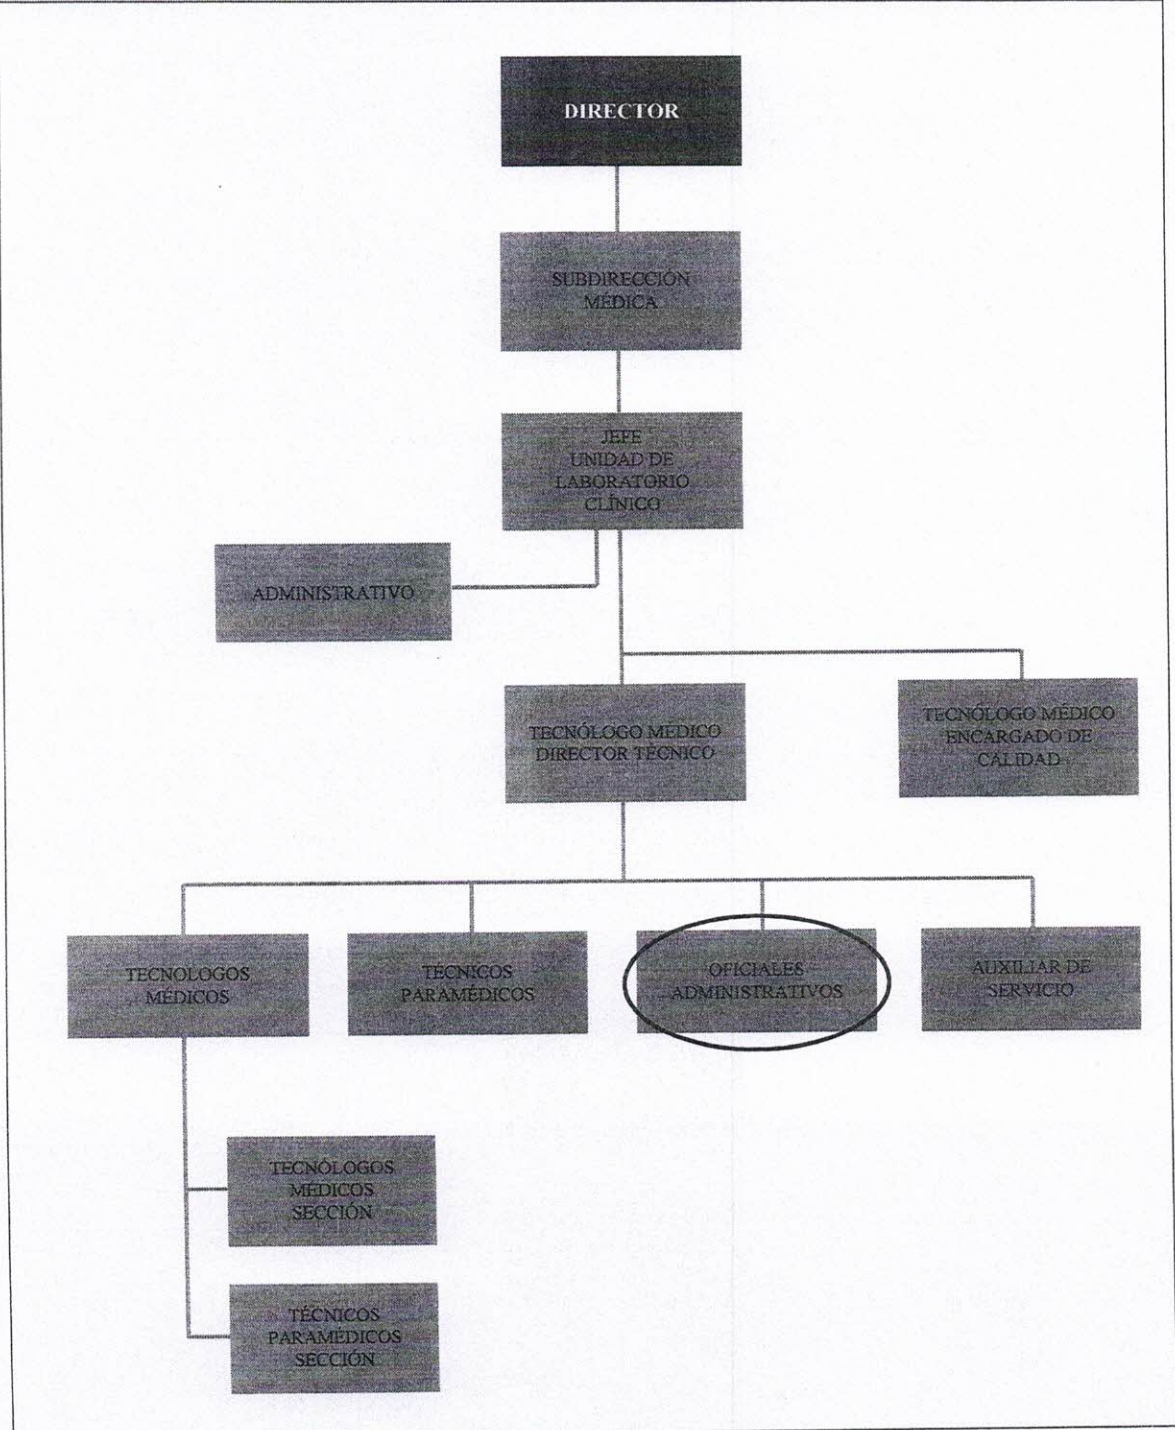 DIRECTOR
SUBDIRECCIÓN
MÉDICA
JEFE
UNIDAD DE
LABORATORIO
CLÍNICO
ADMINISTRATIVO
TECNÓLOGO MÉDICO
DIRECTOR TÉCNICO
TECNÓLOGO MÉDICO
ENCARGADO DE
CALIDAD
TECNOLOGOS
MÉDICOS
TÉCNICOS
PARAMÉDICOS
OFICIALES
ADMINISTRATIVOS
AUXILIAR DE
SERVICIO
TECNÓLOGOS
MÉDICOS
SECCIÓN
TÉCNICOS
PARAMÉDICOS
SECCIÓN